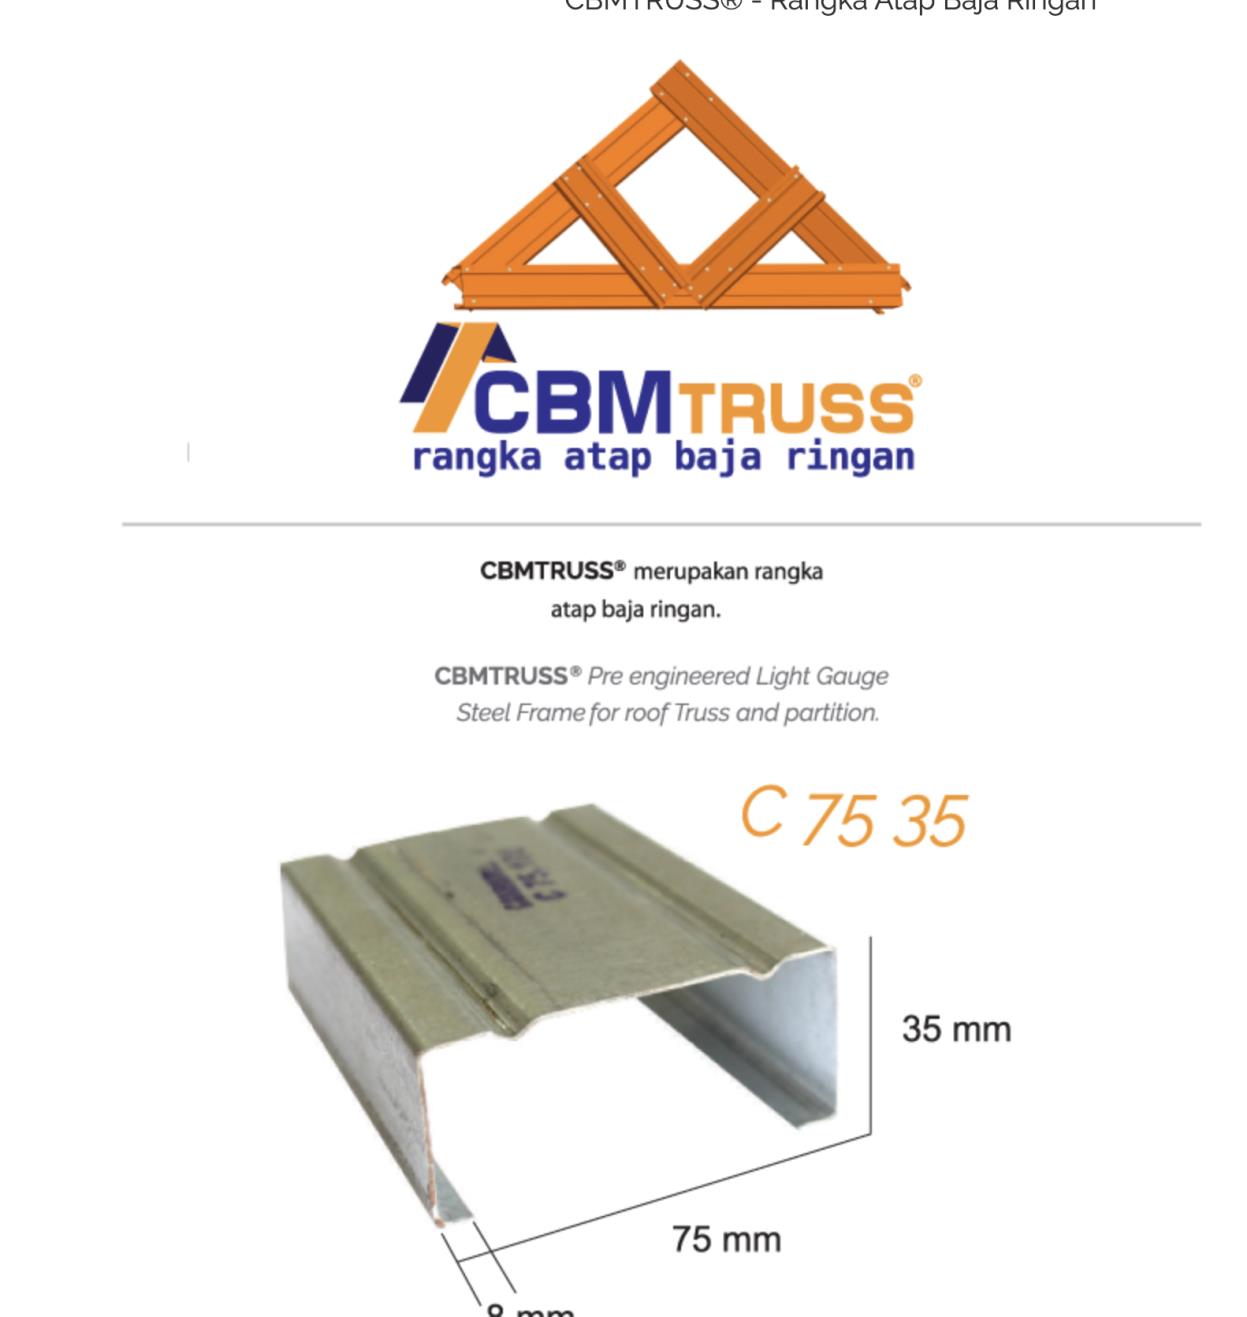 CBMTRUSS® - Rangka Atap Baja Ringan
CBMTRUSS®
rangka atap baja ringan
CBMTRUSS® merupakan rangka
atap baja ringan.
CBMTRUSS® Pre engineered Light Gauge
Steel Frame for roof Truss and partition.
C 75 35
35 mm
75 mm
8 mm